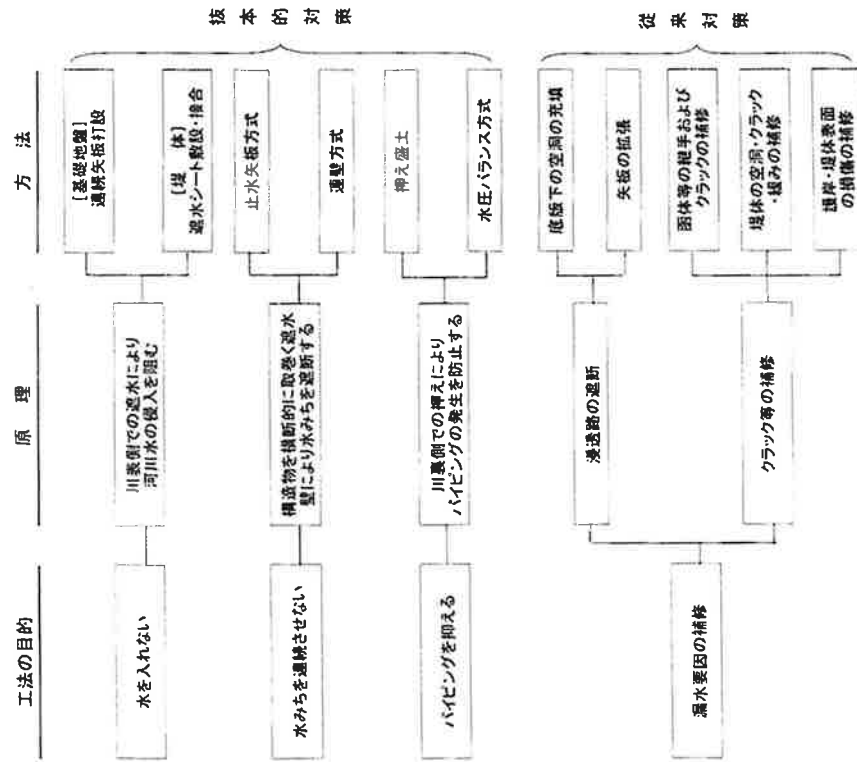 工法の目的
原理
方法
水を入れない
川表側での遮水により
河川水の侵入を阻む
[基礎地盤]
連続矢板打設
[堤 体]
遮水シート敷設・接合
水みちを連続させない
構造物を横断的に取巻く遮水
壁により水みちを遮断する
止水矢板方式
連壁方式
パイピングを抑える
川裏側での押えにより
パイピングの発生を防止する
押え盛土
水圧バランス方式
抜本的対策
漏水要因の補修
浸透路の遮断
底版下の空洞の充填
矢板の拡張
クラック等の補修
函体等の継手および
クラックの補修
堤体の空洞・クラック
・緩みの補修
護岸・堤体表面
の損傷の補修
従来対策